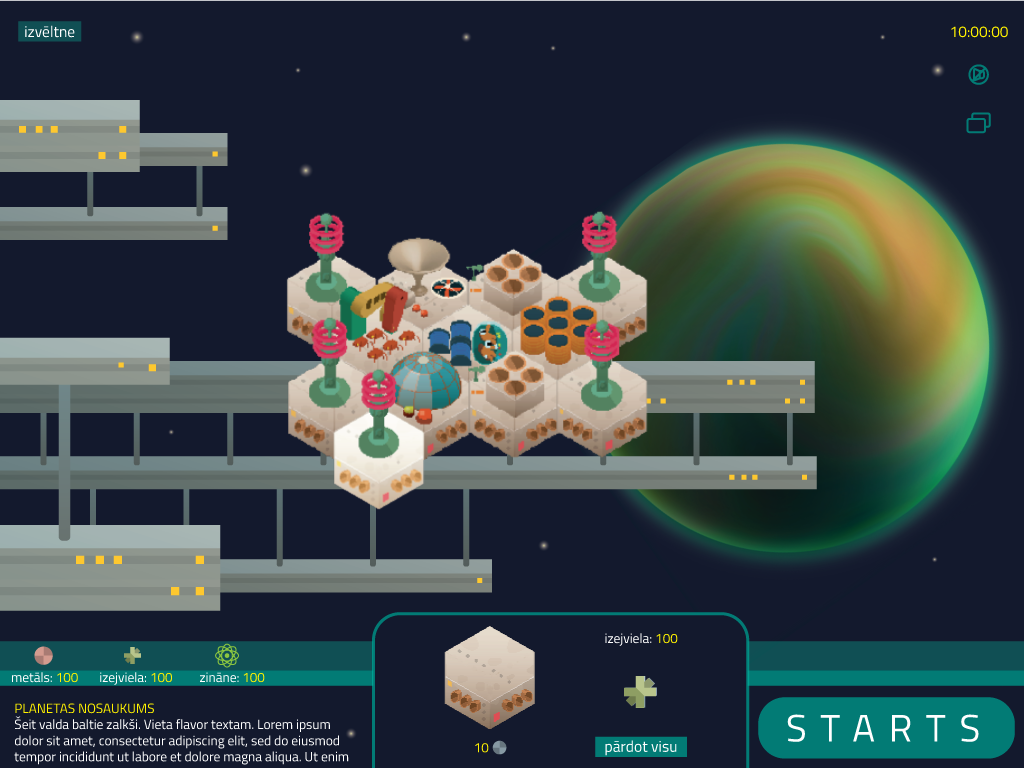 izvēltne
10:00:00
metāls: 100
izejviela: 100
zināne: 100
PLANETAS NOSAUKUMS
Šeit valda baltie zalkši. Vieta flavor textam. Lorem ipsum
dolor sit amet, consectetur adipiscing elit, sed do eiusmod
tempor incididunt ut labore et dolore magna aliqua. Ut enim
10
izejviela: 100
pārdot visu
STARTS